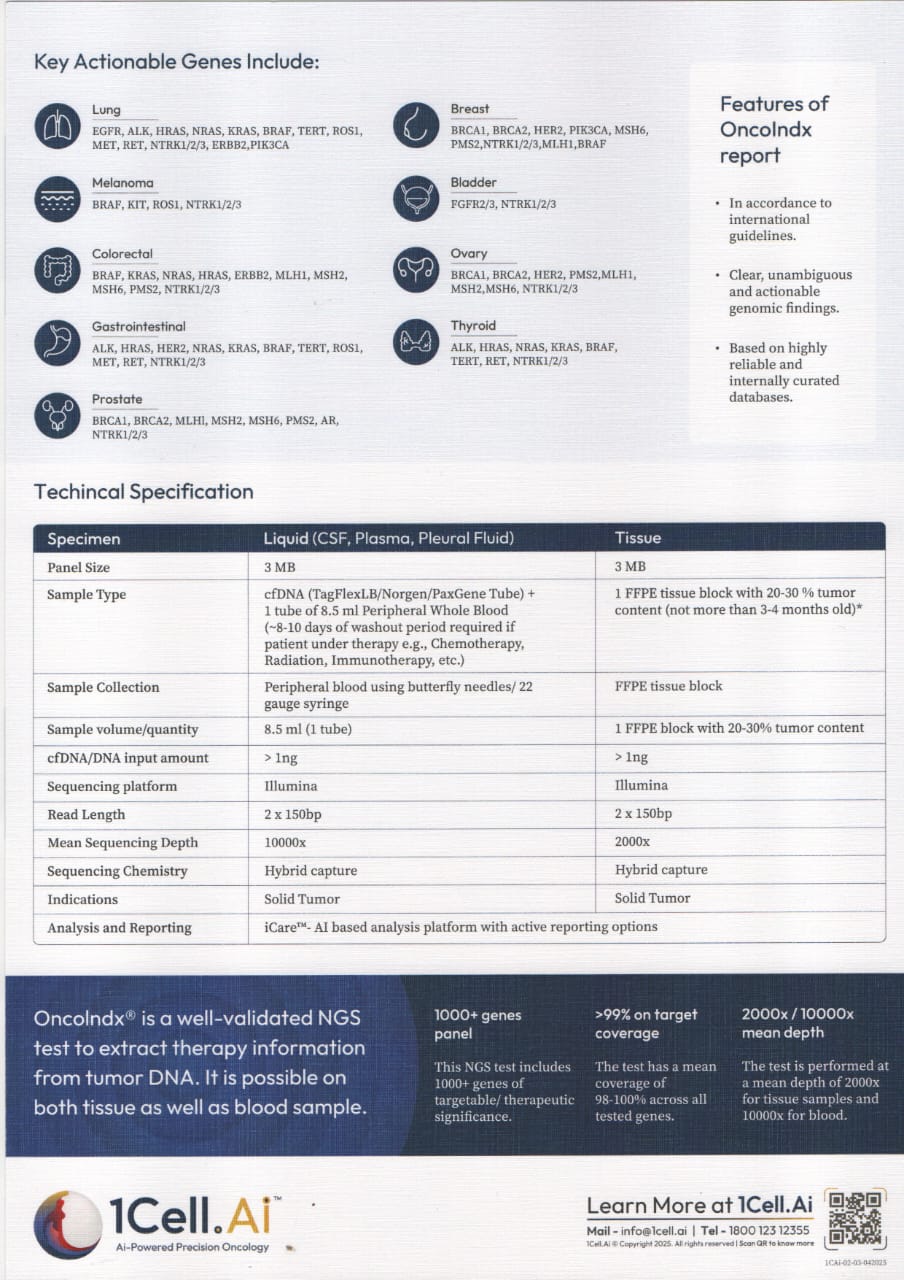 Key Actionable Genes Include:
Lung
EGFR, ALK, HRAS, NRAS, KRAS, BRAF, TERT, ROS1,
MET, RET, NTRK1/2/3, ERBB2,PIK3CA
Melanoma
BRAF, KIT, ROS1, NTRK1/2/3
Colorectal
BRAF, KRAS, NRAS, HRAS, ERBB2, MLH1, MSH2,
MSH6, PMS2, NTRK1/2/3
Gastrointestinal
ALK, HRAS, HER2, NRAS, KRAS, BRAF, TERT, ROS1,
MET, RET, NTRK1/2/3
Prostate
BRCA1, BRCA2, MLHl, MSH2, MSH6, PMS2, AR,
NTRK1/2/3
Breast
BRCA1, BRCA2, HER2, PIK3CA, MSH6,
PMS2,NTRK1/2/3,MLH1,BRAF
Bladder
FGFR2/3, NTRK1/2/3
Ovary
BRCA1, BRCA2, HER2, PMS2,MLH1,
MSH2,MSH6, NTRK1/2/3
Thyroid
ALK, HRAS, NRAS, KRAS, BRAF,
TERT, RET, NTRK1/2/3
Features of
OncoIndx
report
• In accordance to
international
guidelines.
• Clear, unambiguous
and actionable
genomic findings.
• Based on highly
reliable and
internally curated
databases.
Techincal Specification
Specimen Liquid (CSF, Plasma, Pleural Fluid) Tissue
Panel Size 3 MB 3 MB
Sample Type
cfDNA (TagFlexLB/Norgen/PaxGene Tube) +
1 tube of 8.5 ml Peripheral Whole Blood
(~8-10 days of washout period required if
patient under therapy e.g., Chemotherapy,
Radiation, Immunotherapy, etc.)
1 FFPE tissue block with 20-30 % tumor
content (not more than 3-4 months old)*
Sample Collection
Peripheral blood using butterfly needles/ 22
gauge syringe
FFPE tissue block
Sample volume/quantity 8.5 ml (1 tube) 1 FFPE block with 20-30% tumor content
cfDNA/DNA input amount > 1ng > 1ng
Sequencing platform Illumina Illumina
Read Length 2 x 150bp 2 x 150bp
Mean Sequencing Depth 10000x 2000x
Sequencing Chemistry Hybrid capture Hybrid capture
Indications Solid Tumor Solid Tumor
Analysis and Reporting iCare™- AI based analysis platform with active reporting options
OncoIndx® is a well-validated NGS
test to extract therapy information
from tumor DNA. It is possible on
both tissue as well as blood sample.
1000+ genes
panel
This NGS test includes
1000+ genes of
targetable/ therapeutic
significance.
>99% on target
coverage
The test has a mean
coverage of
98-100% across all
tested genes.
2000x / 10000x
mean depth
The test is performed at
a mean depth of 2000x
for tissue samples and
10000x for blood.
1Cell.Ai™
Ai-Powered Precision Oncology
Learn More at 1Cell.Ai
Mail - info@1cell.ai | Tel - 1800 123 12355
1Cell.Ai © Copyright 2025. All rights reserved | Scan QR to know more
1CAi-02-03-042025